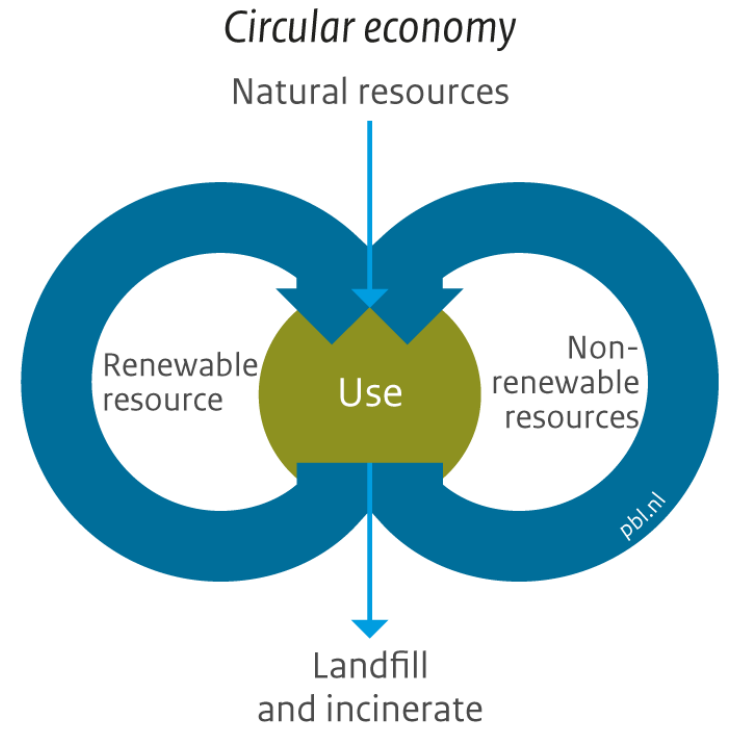 Circular economy
Natural resources
Renewable
resource
Use
Non-
renewable
resources
pbl.nl
Landfill
and incinerate